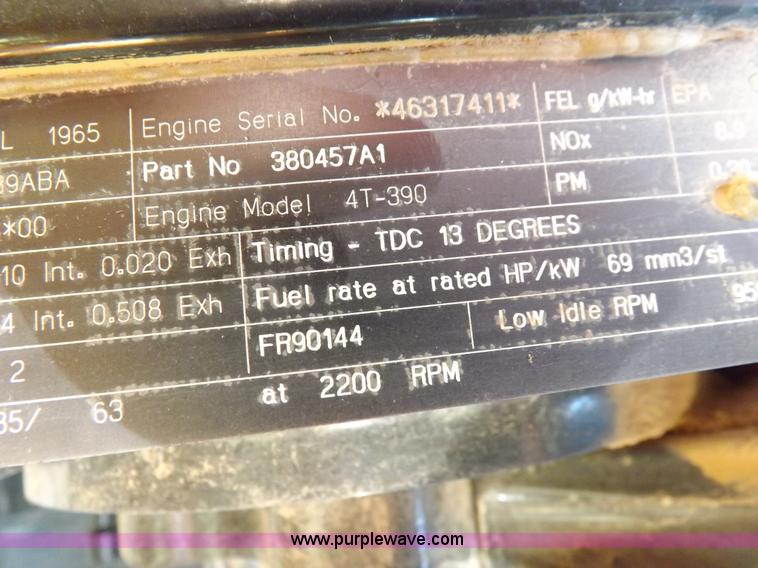 L 1965 Engine Serial No. *46317411* FEL g/kW-hr EPA
39ABA Part No 380457A1 NOx 8.9
*00 Engine Model 4T-390 PM
10 Int. 0.020 Exh Timing - TDC 13 DEGREES
4 Int. 0.508 Exh Fuel rate at rated HP/kW 69 mm3/st
2 FR90144 Low Idle RPM 95
85/ 63 at 2200 RPM
www.purplewave.com